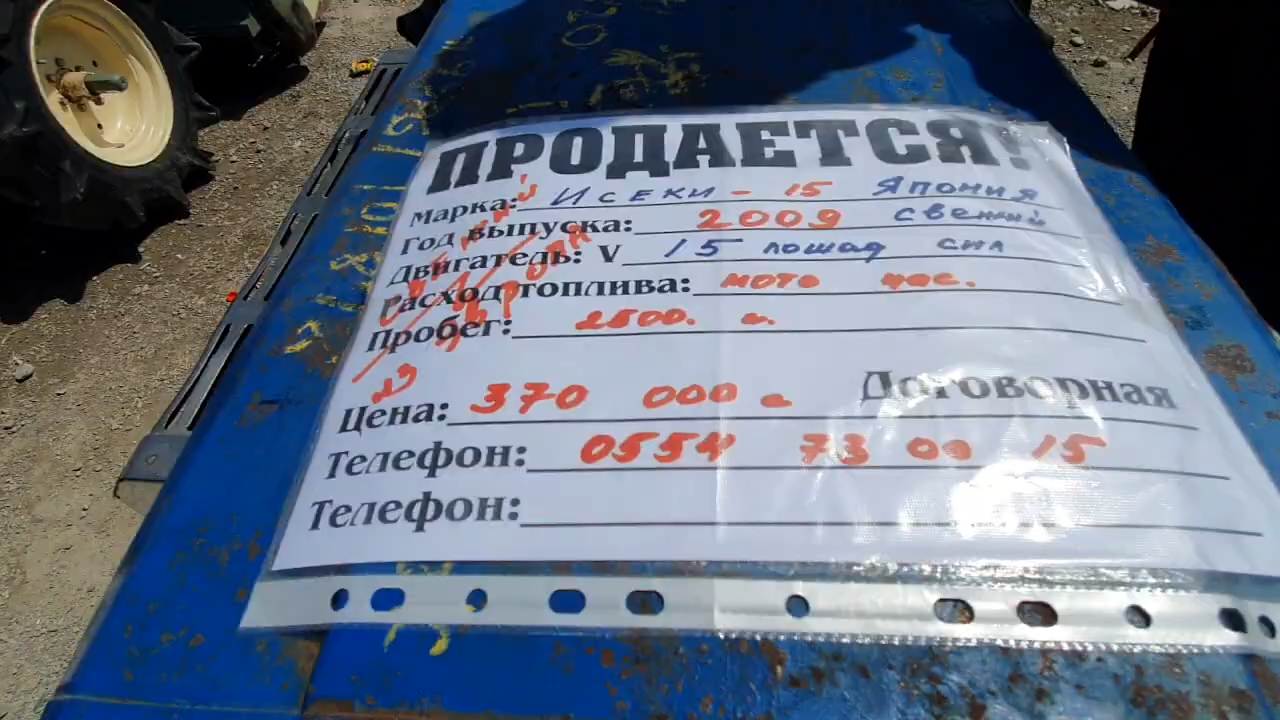 ПРОДАЕТСЯ!
Марка: Исеки - 15 Япония
Год выпуска: 2009 свежий
Двигатель: V 15 лошад сил
Расход топлива: мото час.
Пробег: 2500. ч.
Цена: 370 000 с Договорная
Телефон: 0554 73 00 15
Телефон: